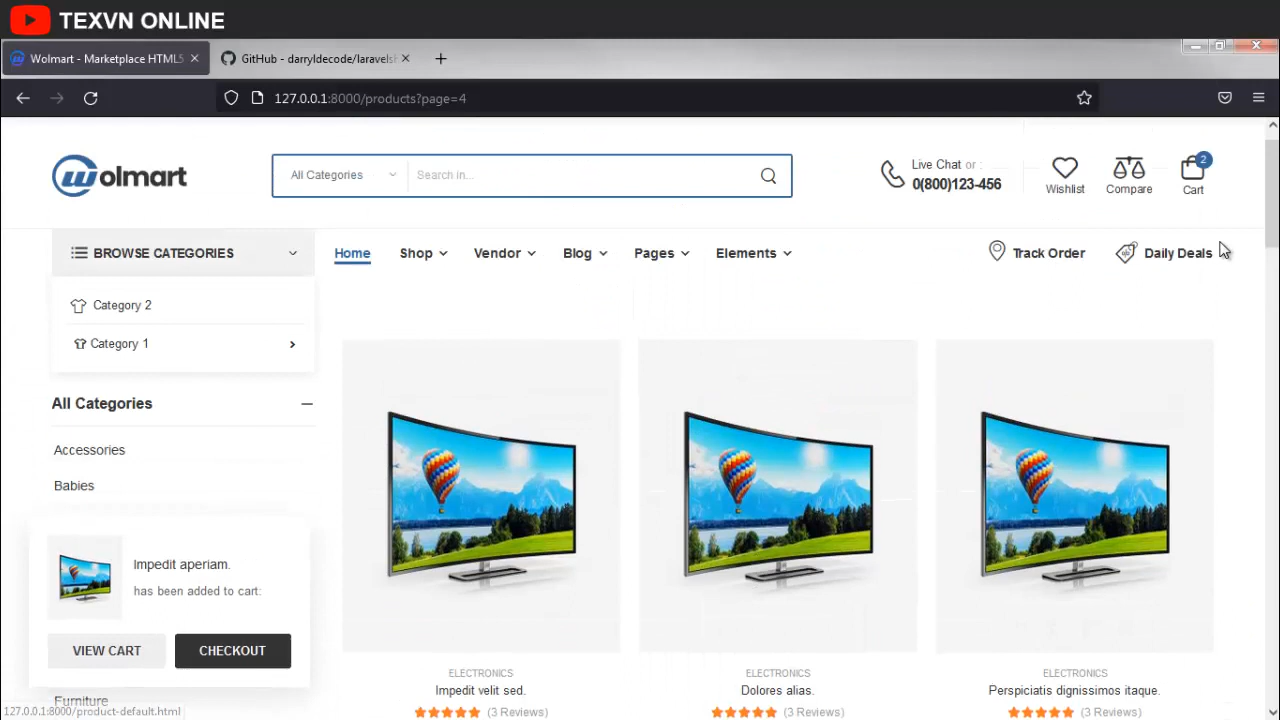 TEXVN ONLINE
Wolmart - Marketplace HTML5
GitHub - darryldecode/laravelsh
127.0.0.1:8000/products?page=4
Wolmart
All Categories
Search in...
Live Chat or :
0(800)123-456
Wishlist
Compare
2
Cart
BROWSE CATEGORIES
Home
Shop
Vendor
Blog
Pages
Elements
Track Order
Daily Deals
Category 2
Category 1
All Categories
Accessories
Babies
Impedit aperiam.
has been added to cart:
VIEW CART
CHECKOUT
Furniture
127.0.0.1:8000/product-default.html
ELECTRONICS
Impedit velit sed.
(3 Reviews)
ELECTRONICS
Dolores alias.
(3 Reviews)
ELECTRONICS
Perspiciatis dignissimos itaque.
(3 Reviews)